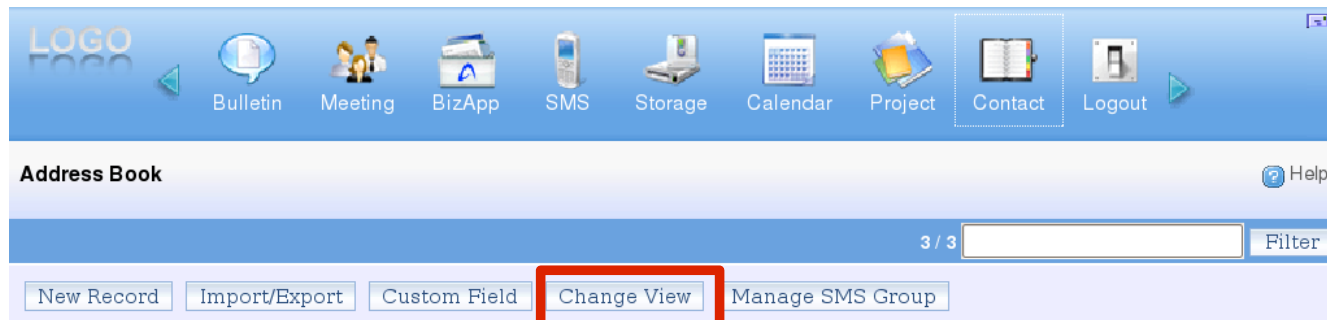 LOGO
Bulletin Meeting BizApp SMS Storage Calendar Project Contact Logout
Address Book Help
3 / 3 Filter
New Record Import/Export Custom Field Change View Manage SMS Group